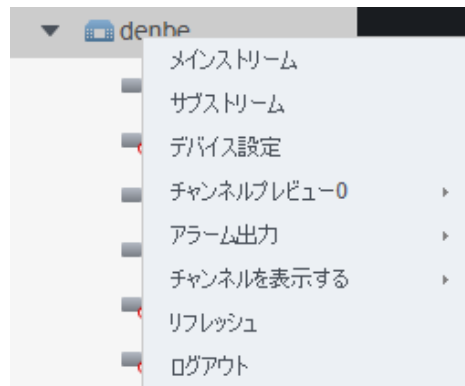 denbe
メインストリーム
サブストリーム
デバイス設定
チャンネルプレビュー0
アラーム出力
チャンネルを表示する
リフレッシュ
ログアウト